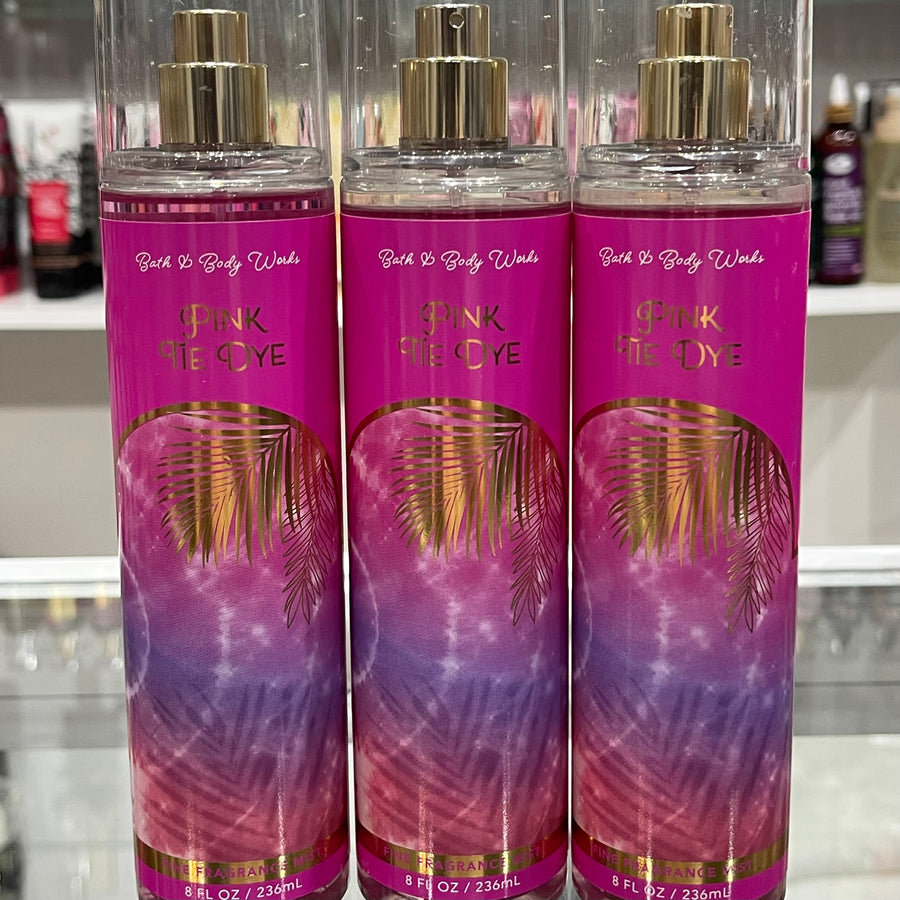 Bath & Body Works
PINK
TIE DYE
FINE FRAGRANCE MIST
8 FL OZ / 236mL
Bath & Body Works
PINK
TIE DYE
FINE FRAGRANCE MIST
8 FL OZ / 236mL
Bath & Body Works
PINK
TIE DYE
FINE FRAGRANCE MIST
8 FL OZ / 236mL